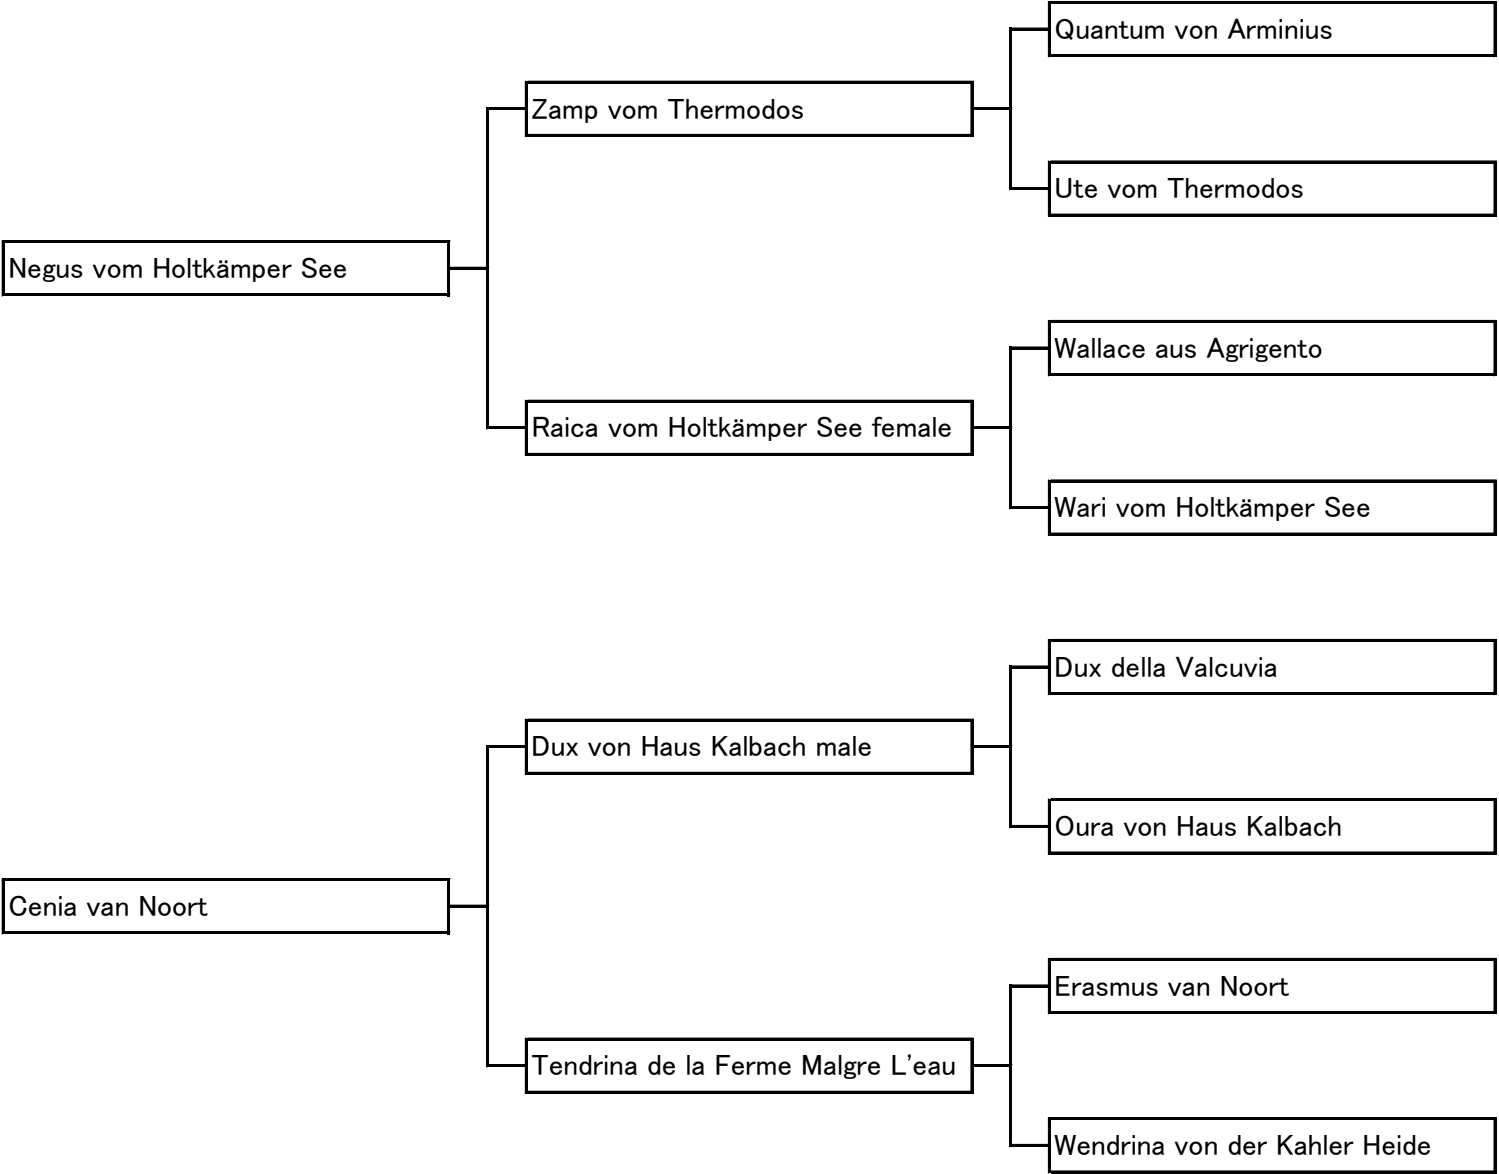 Quantum von Arminius
Zamp vom Thermodos
Ute vom Thermodos
Negus vom Holtkämper See
Wallace aus Agrigento
Raica vom Holtkämper See female
Wari vom Holtkämper See
Dux della Valcuvia
Dux von Haus Kalbach male
Oura von Haus Kalbach
Cenia van Noort
Erasmus van Noort
Tendrina de la Ferme Malgre L'eau
Wendrina von der Kahler Heide